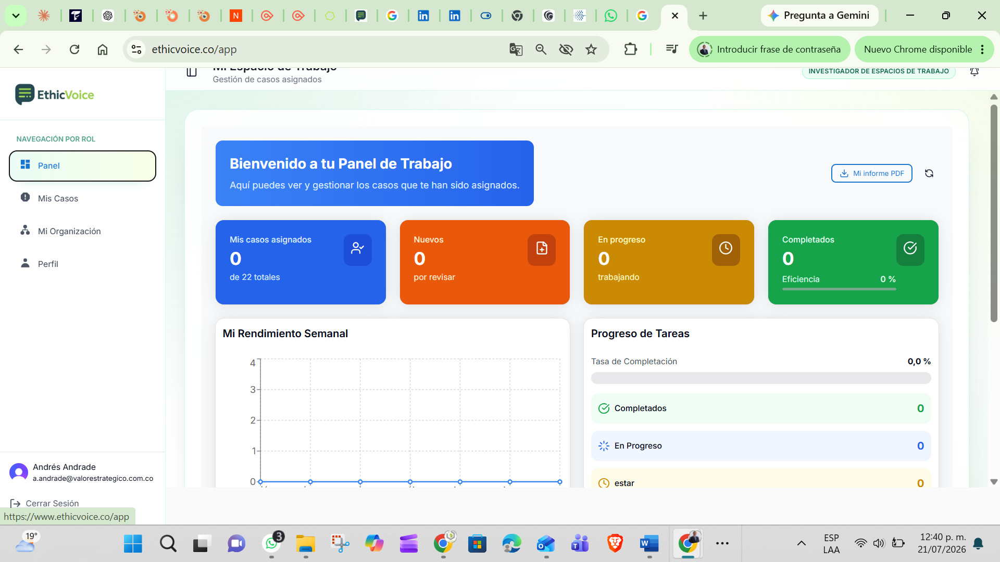 Pregunta a Gemini
ethicvoice.co/app
Introducir frase de contraseña
Nuevo Chrome disponible
Mi Espacio de Trabajo
Gestión de casos asignados
INVESTIGADOR DE ESPACIOS DE TRABAJO
EthicVoice
NAVEGACIÓN POR ROL
Panel
Mis Casos
Mi Organización
Perfil
Bienvenido a tu Panel de Trabajo
Aquí puedes ver y gestionar los casos que te han sido asignados.
Mi informe PDF
Mis casos asignados
0
de 22 totales
Nuevos
0
por revisar
En progreso
0
trabajando
Completados
0
Eficiencia 0 %
Mi Rendimiento Semanal
4
3
2
1
0
Progreso de Tareas
Tasa de Completación 0,0 %
Completados 0
En Progreso 0
estar 0
Andrés Andrade
a.andrade@valorestrategico.com.co
Cerrar Sesión
https://www.ethicvoice.co/app
19°
3
ESP
LAA
12:40 p. m.
21/07/2026